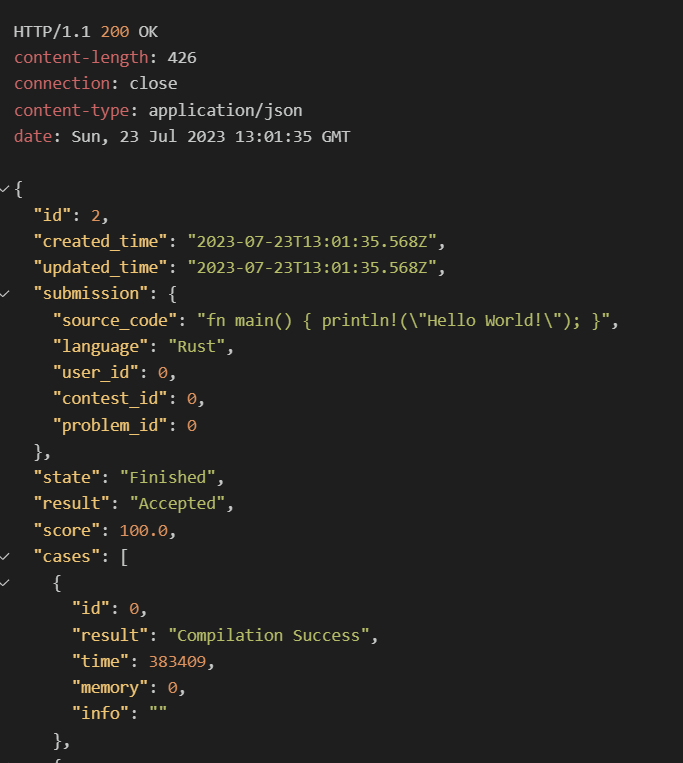 HTTP/1.1 200 OK
content-length: 426
connection: close
content-type: application/json
date: Sun, 23 Jul 2023 13:01:35 GMT
{
"id": 2,
"created_time": "2023-07-23T13:01:35.568Z",
"updated_time": "2023-07-23T13:01:35.568Z",
"submission": {
"source_code": "fn main() { println!(\"Hello World!\"); }",
"language": "Rust",
"user_id": 0,
"contest_id": 0,
"problem_id": 0
},
"state": "Finished",
"result": "Accepted",
"score": 100.0,
"cases": [
{
"id": 0,
"result": "Compilation Success",
"time": 383409,
"memory": 0,
"info": ""
},